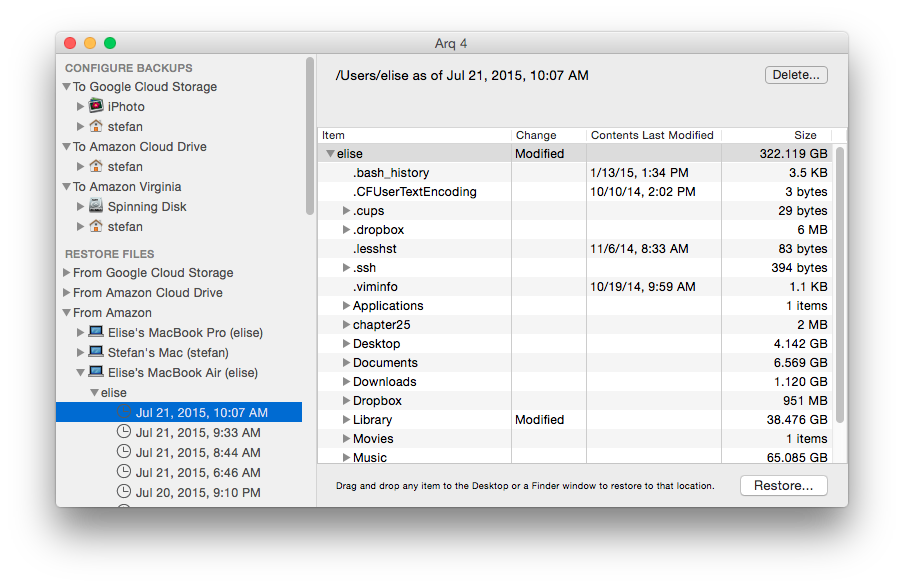 Arq 4
CONFIGURE BACKUPS
To Google Cloud Storage
iPhoto
stefan
To Amazon Cloud Drive
stefan
To Amazon Virginia
Spinning Disk
stefan
RESTORE FILES
From Google Cloud Storage
From Amazon Cloud Drive
From Amazon
Elise's MacBook Pro (elise)
Stefan's Mac (stefan)
Elise's MacBook Air (elise)
elise
Jul 21, 2015, 10:07 AM
Jul 21, 2015, 9:33 AM
Jul 21, 2015, 8:44 AM
Jul 21, 2015, 6:46 AM
Jul 20, 2015, 9:10 PM
/Users/elise as of Jul 21, 2015, 10:07 AM Delete...
Item Change Contents Last Modified Size
elise Modified 322.119 GB
.bash_history 1/13/15, 1:34 PM 3.5 KB
.CFUserTextEncoding 10/10/14, 2:02 PM 3 bytes
.cups 29 bytes
.dropbox 6 MB
.lesshst 11/6/14, 8:33 AM 83 bytes
.ssh 394 bytes
.viminfo 10/19/14, 9:59 AM 1.1 KB
Applications 1 items
chapter25 2 MB
Desktop 4.142 GB
Documents 6.569 GB
Downloads 1.120 GB
Dropbox 951 MB
Library Modified 38.476 GB
Movies 1 items
Music 65.085 GB
Drag and drop any item to the Desktop or a Finder window to restore to that location. Restore...